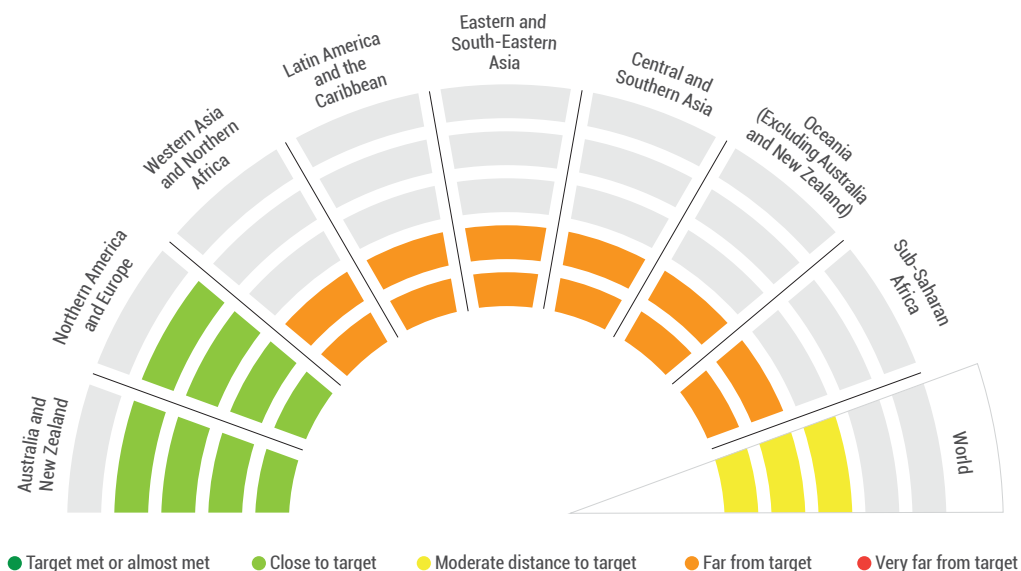 Australia and
New Zealand
Northern America
and Europe
Western Asia
and Northern
Africa
Latin America
and the
Caribbean
Eastern and
South-Eastern
Asia
Central and
Southern Asia
Oceania
(Excluding Australia
and New Zealand)
Sub-Saharan
Africa
World
Target met or almost met
Close to target
Moderate distance to target
Far from target
Very far from target